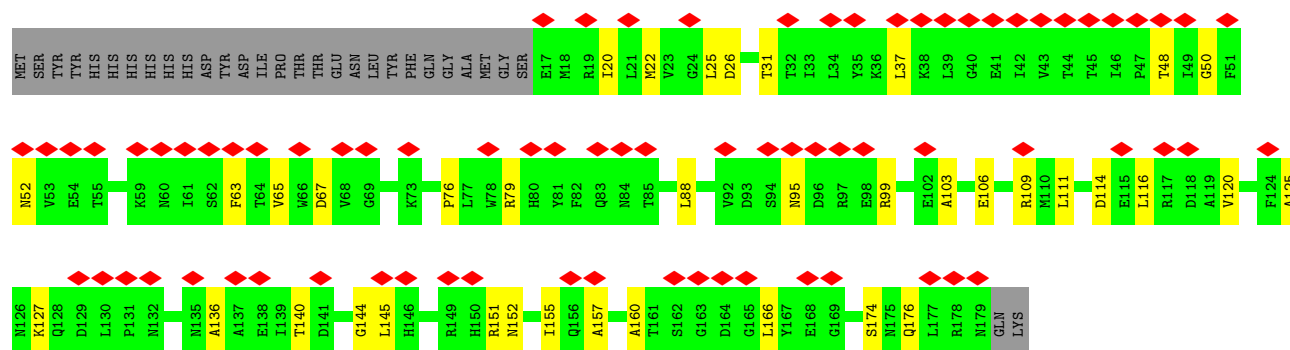 MET SER TYR TYR HIS HIS HIS HIS HIS HIS ASP TYR ASP ILE PRO THR THR GLU ASN LEU TYR PHE GLN GLY ALA MET GLY SER E17 M18 R19 I20 L21 M22 V23 G24 L25 D26 T31 T32 I33 L34 Y35 K36 L37 K38 L39 G40 E41 I42 V43 T44 T45 I46 P47 T48 I49 G50 F51
N52 V53 E54 T55 K59 N60 I61 S62 F63 T64 V65 W66 D67 V68 G69 K73 P76 L77 W78 R79 H80 Y81 F82 Q83 N84 T85 L88 V92 D93 S94 N95 D96 R97 E98 R99 E102 A103 E106 R109 M110 L111 D114 E115 L116 R117 D118 A119 V120 F124 A125
N126 K127 Q128 D129 L130 P131 N132 N135 A136 A137 E138 I139 T140 D141 G144 L145 H146 R149 H150 R151 N152 I155 Q156 A157 A160 T161 S162 G163 D164 G165 L166 Y167 E168 G169 S174 N175 Q176 L177 R178 N179 GLN LYS